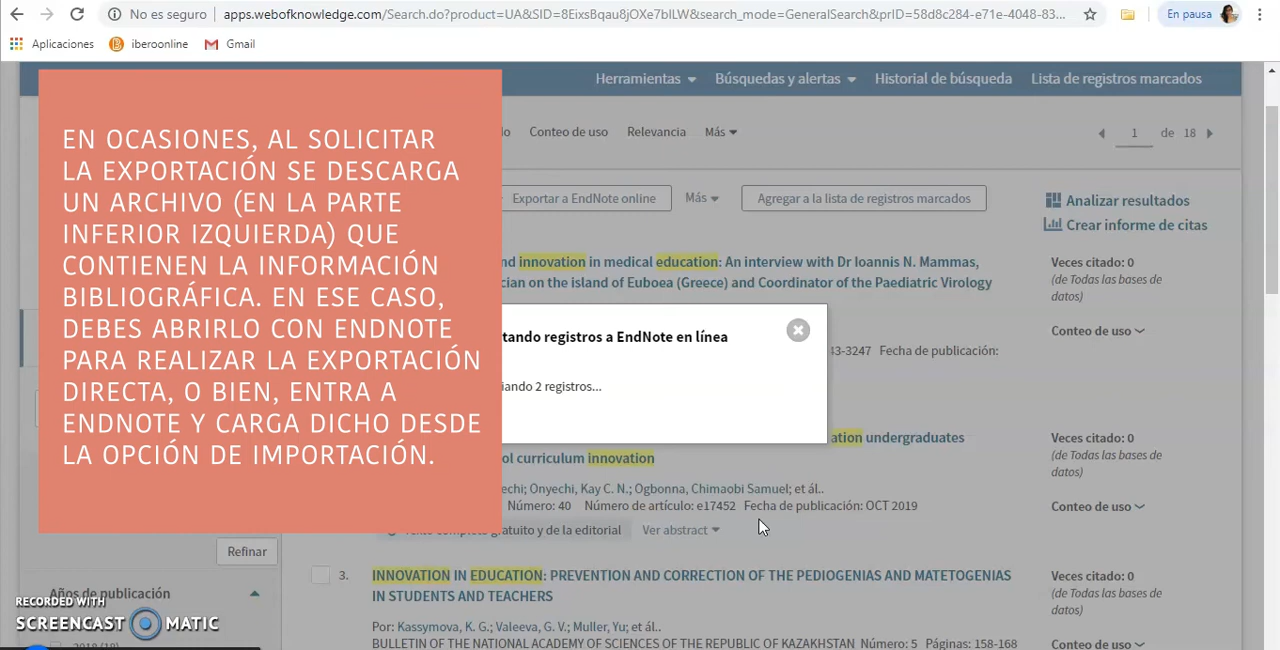 No es seguro
apps.webofknowledge.com/Search.do?product=UA&SID=8EixsBqau8jOXe7bILW&search_mode=GeneralSearch&prID=58d8c284-e71e-4048-83...
En pausa
Aplicaciones
iberoonline
Gmail
Herramientas
Búsquedas y alertas
Historial de búsqueda
Lista de registros marcados
EN OCASIONES, AL SOLICITAR
LA EXPORTACIÓN SE DESCARGA
UN ARCHIVO (EN LA PARTE
INFERIOR IZQUIERDA) QUE
CONTIENEN LA INFORMACIÓN
BIBLIOGRÁFICA. EN ESE CASO,
DEBES ABRIRLO CON ENDNOTE
PARA REALIZAR LA EXPORTACIÓN
DIRECTA, O BIEN, ENTRA A
ENDNOTE Y CARGA DICHO DESDE
LA OPCIÓN DE IMPORTACIÓN.
Conteo de uso
Relevancia
Más
1 de 18
Exportar a EndNote online
Más
Agregar a la lista de registros marcados
Analizar resultados
Crear informe de citas
innovation in medical education: An interview with Dr Ioannis N. Mammas,
on the island of Euboea (Greece) and Coordinator of the Paediatric Virology
Veces citado: 0
(de Todas las bases de
datos)
Conteo de uso
registros a EndNote en línea
2 registros...
3-3247 Fecha de publicación:
undergraduates
curriculum innovation
Onyechi, Kay C. N.; Ogbonna, Chimaobi Samuel; et ál..
Número: 40 Número de artículo: e17452 Fecha de publicación: OCT 2019
gratuito y de la editorial
Ver abstract
Veces citado: 0
(de Todas las bases de
datos)
Conteo de uso
Refinar
Años de publicación
3.
INNOVATION IN EDUCATION: PREVENTION AND CORRECTION OF THE PEDIOGENIAS AND MATETOGENIAS
IN STUDENTS AND TEACHERS
Por: Kassymova, K. G.; Valeeva, G. V.; Muller, Yu; et ál..
BULLETIN OF THE NATIONAL ACADEMY OF SCIENCES OF THE REPUBLIC OF KAZAKHSTAN Número: 5 Páginas: 158-168
Veces citado: 0
(de Todas las bases de
datos)
Conteo de uso
RECORDED WITH
SCREENCAST MATIC